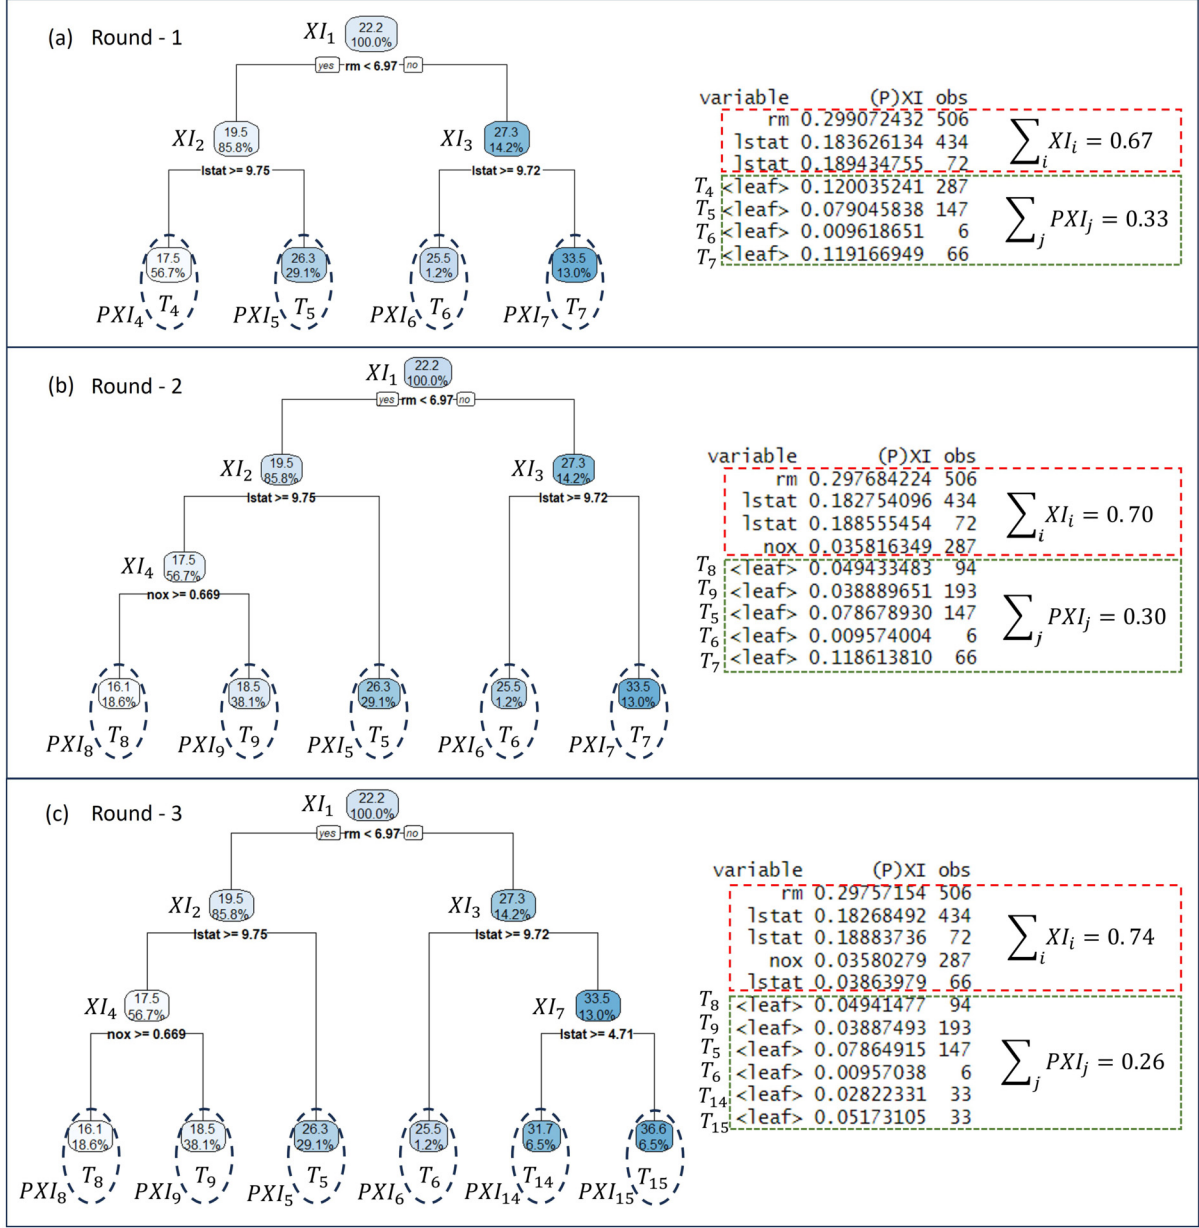 (a) Round - 1
XI₁ 22.2
100.0%
yes rm < 6.97 no
XI₂ 19.5
85.8%
XI₃ 27.3
14.2%
lstat >= 9.75
lstat >= 9.72
17.5
56.7%
26.3
29.1%
25.5
1.2%
33.5
13.0%
PXI₄ T₄ PXI₅ T₅ PXI₆ T₆ PXI₇ T₇
variable (P)XI obs
rm 0.299072432 506
lstat 0.183626134 434
lstat 0.189434755 72
∑ᵢ XIᵢ = 0.67
T₄ <leaf> 0.120035241 287
T₅ <leaf> 0.079045838 147
T₆ <leaf> 0.009618651 6
T₇ <leaf> 0.119166949 66
∑ⱼ PXIⱼ = 0.33
(b) Round - 2
XI₁ 22.2
100.0%
yes rm < 6.97 no
XI₂ 19.5
85.8%
XI₃ 27.3
14.2%
lstat >= 9.75
lstat >= 9.72
XI₄ 17.5
56.7%
nox >= 0.669
16.1
18.6%
18.5
38.1%
26.3
29.1%
25.5
1.2%
33.5
13.0%
PXI₈ T₈ PXI₉ T₉ PXI₅ T₅ PXI₆ T₆ PXI₇ T₇
variable (P)XI obs
rm 0.297684224 506
lstat 0.182754096 434
lstat 0.188555454 72
nox 0.035816349 287
∑ᵢ XIᵢ = 0.70
T₈ <leaf> 0.049433483 94
T₉ <leaf> 0.038889651 193
T₅ <leaf> 0.078678930 147
T₆ <leaf> 0.009574004 6
T₇ <leaf> 0.118613810 66
∑ⱼ PXIⱼ = 0.30
(c) Round - 3
XI₁ 22.2
100.0%
yes rm < 6.97 no
XI₂ 19.5
85.8%
XI₃ 27.3
14.2%
lstat >= 9.75
lstat >= 9.72
XI₄ 17.5
56.7%
XI₇ 33.5
13.0%
nox >= 0.669
lstat >= 4.71
16.1
18.6%
18.5
38.1%
26.3
29.1%
25.5
1.2%
31.7
6.5%
36.6
6.5%
PXI₈ T₈ PXI₉ T₉ PXI₅ T₅ PXI₆ T₆ PXI₁₄ T₁₄ PXI₁₅ T₁₅
variable (P)XI obs
rm 0.29757154 506
lstat 0.18268492 434
lstat 0.18883736 72
nox 0.03580279 287
lstat 0.03863979 66
∑ᵢ XIᵢ = 0.74
T₈ <leaf> 0.04941477 94
T₉ <leaf> 0.03887493 193
T₅ <leaf> 0.07864915 147
T₆ <leaf> 0.00957038 6
T₁₄ <leaf> 0.02822331 33
T₁₅ <leaf> 0.05173105 33
∑ⱼ PXIⱼ = 0.26